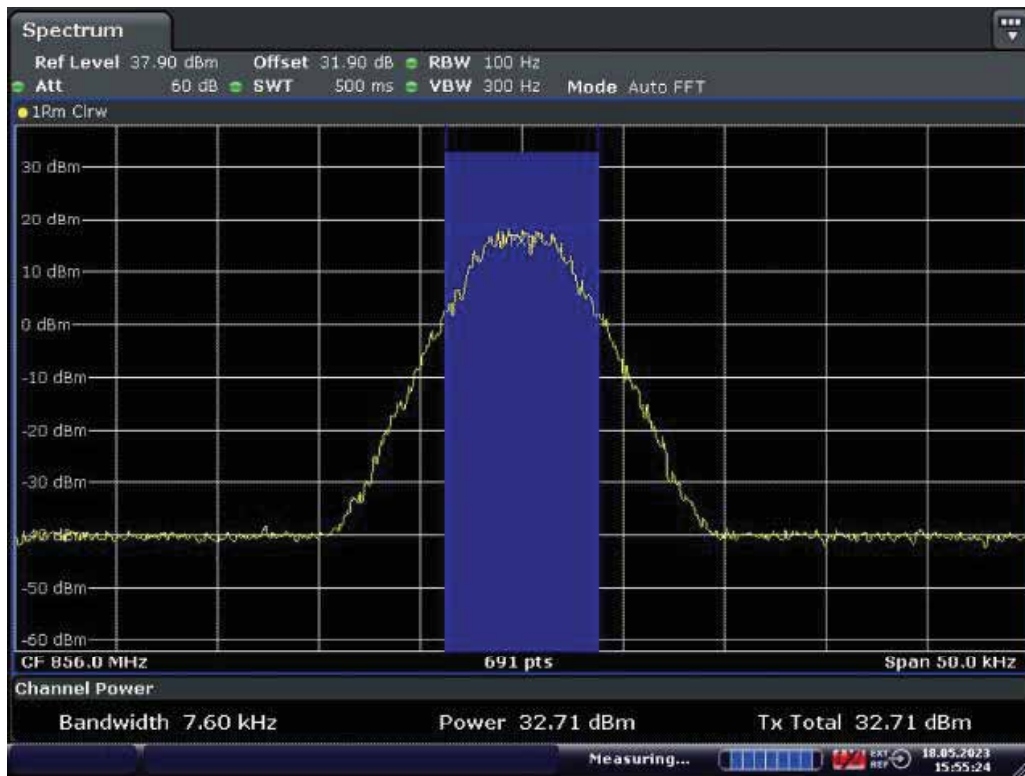 Spectrum
Ref Level 37.90 dBm Offset 31.90 dB RBW 100 Hz
Att 60 dB SWT 500 ms VBW 300 Hz Mode Auto FFT
1Rm Clrw
30 dBm
20 dBm
10 dBm
0 dBm
-10 dBm
-20 dBm
-30 dBm
-40 dBm
-50 dBm
-60 dBm
CF 856.0 MHz 691 pts Span 50.0 kHz
Channel Power
Bandwidth 7.60 kHz Power 32.71 dBm Tx Total 32.71 dBm
Measuring... EXT REF 18.05.2023
15:55:24